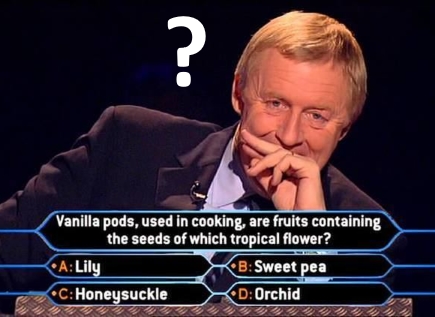 ?
Vanilla pods, used in cooking, are fruits containing
the seeds of which tropical flower?
A: Lily
B: Sweet pea
C: Honeysuckle
D: Orchid